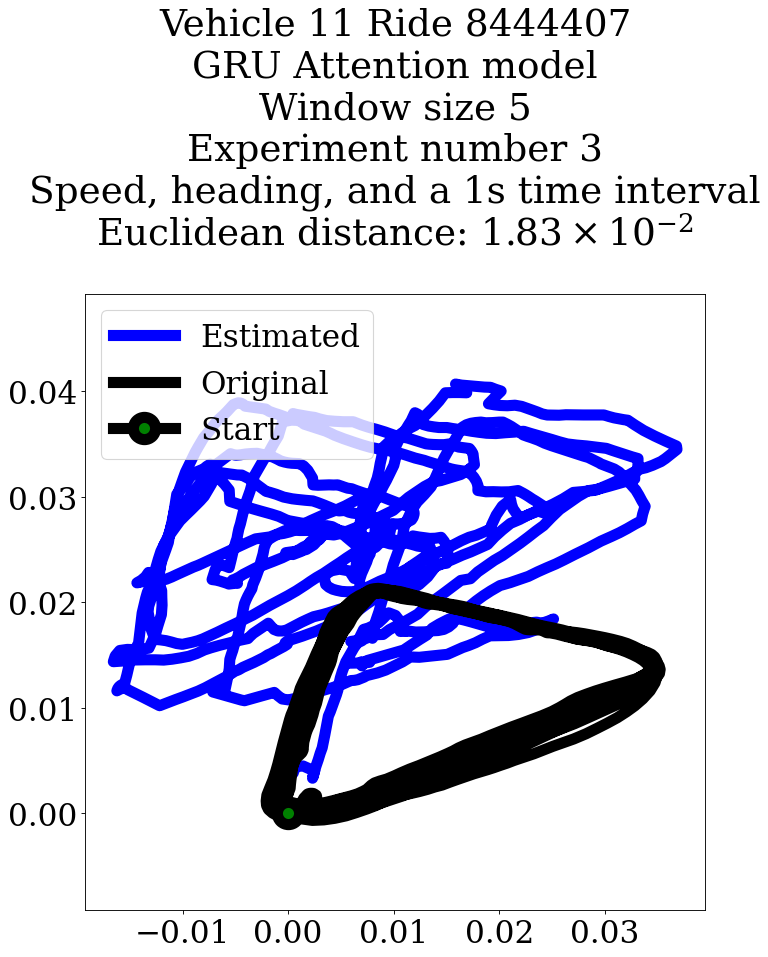 Vehicle 11 Ride 8444407
GRU Attention model
Window size 5
Experiment number 3
Speed, heading, and a 1s time interval
Euclidean distance: 1.83 × 10⁻²
Estimated
Original
Start
0.04
0.03
0.02
0.01
0.00
−0.01 0.00 0.01 0.02 0.03